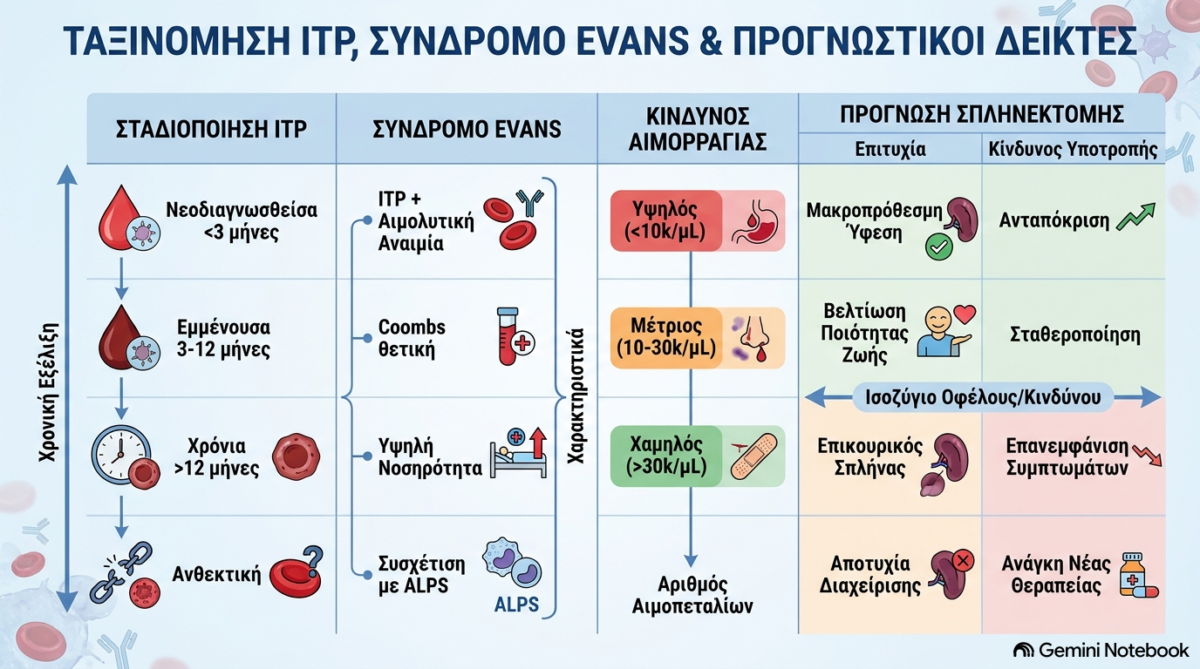 ΤΑΞΙΝΟΜΗΣΗ ITP, ΣΥΝΔΡΟΜΟ EVANS & ΠΡΟΓΝΩΣΤΙΚΟΙ ΔΕΙΚΤΕΣ
ΣΤΑΔΙΟΠΟΙΗΣΗ ITP
ΣΥΝΔΡΟΜΟ EVANS
ΚΙΝΔΥΝΟΣ
ΑΙΜΟΡΡΑΓΙΑΣ
ΠΡΟΓΝΩΣΗ ΣΠΛΗΝΕΚΤΟΜΗΣ
Επιτυχία
Κίνδυνος Υποτροπής
Χρονική Εξέλιξη
Νεοδιαγνωσθείσα
<3 μήνες
Εμμένουσα
3-12 μήνες
Χρόνια
>12 μήνες
Ανθεκτική
ITP +
Αιμολυτική
Αναιμία
Coombs
θετική
Υψηλή
Νοσηρότητα
Συσχέτιση
με ALPS
ALPS
Χαρακτηριστικά
Υψηλός
(<10k/μL)
Μέτριος
(10-30k/μL)
Χαμηλός
(>30k/μL)
Αριθμός
Αιμοπεταλίων
Μακροπρόθεσμη
Ύφεση
Ανταπόκριση
Βελτίωση
Ποιότητας
Ζωής
Σταθεροποίηση
Ισοζύγιο Οφέλους/Κινδύνου
Επικουρικός
Σπλήνας
Επανεμφάνιση
Συμπτωμάτων
Αποτυχία
Διαχείρισης
Ανάγκη Νέας
Θεραπείας
Gemini Notebook